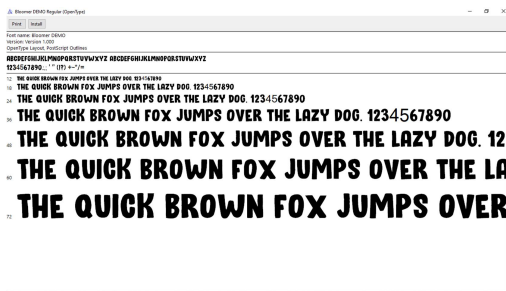 Bloomer DEMO Regular (OpenType)
Print Install
Font name: Bloomer DEMO
Version: Version 1.000
OpenType Layout, PostScript Outlines
ABCDEFGHIJKLMNOPQRSTUVWXYZ ABCDEFGHIJKLMNOPQRSTUVWXYZ
1234567890.:,; ' " (!?) +-*/=
12 THE QUICK BROWN FOX JUMPS OVER THE LAZY DOG. 1234567890
18 THE QUICK BROWN FOX JUMPS OVER THE LAZY DOG. 1234567890
24 THE QUICK BROWN FOX JUMPS OVER THE LAZY DOG. 1234567890
36 THE QUICK BROWN FOX JUMPS OVER THE LAZY DOG. 1234567890
48 THE QUICK BROWN FOX JUMPS OVER THE LAZY DOG. 12
60 THE QUICK BROWN FOX JUMPS OVER THE LA
72 THE QUICK BROWN FOX JUMPS OVER